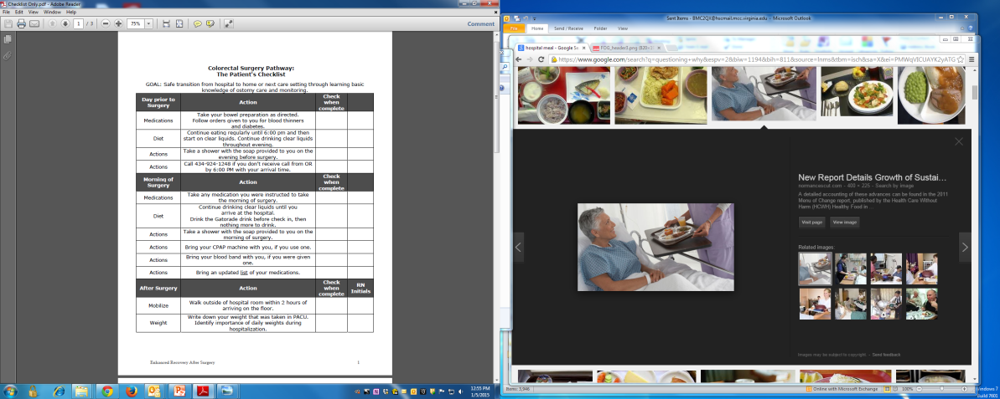 Checklist Only.pdf - Adobe Reader
File Edit View Window Help
1 / 3
75%
Comment
Colorectal Surgery Pathway:
The Patient's Checklist
GOAL: Safe transition from hospital to home or next care setting through learning basic
knowledge of ostomy care and monitoring.
Day prior to Surgery Action Check when complete
Medications Take your bowel preparation as directed.
Follow orders given to you for blood thinners
and diabetes.
Diet Continue eating regularly until 6:00 pm and then
start on clear liquids. Continue drinking clear liquids
throughout evening.
Actions Take a shower with the soap provided to you on the
evening before surgery.
Actions Call 434-924-1248 if you don't receive call from OR
by 6:00 PM with your arrival time.
Morning of Surgery Action Check when complete
Medications Take any medication you were instructed to take
the morning of surgery.
Diet Continue drinking clear liquids until you
arrive at the hospital.
Drink the Gatorade drink before check in, then
nothing more to drink.
Actions Take a shower with the soap provided to you on the
morning of surgery.
Actions Bring your CPAP machine with you, if you use one.
Actions Bring your blood band with you, if you were given
one.
Actions Bring an updated list of your medications.
After Surgery Action Check when complete RN Initials
Mobilize Walk outside of hospital room within 2 hours of
arriving on the floor.
Weight Write down your weight that was taken in PACU.
Identify importance of daily weights during
hospitalization.
Enhanced Recovery After Surgery 1
12:55 PM
1/5/2015
Sent Items - BMC2QX@hscmail.mcc.virginia.edu - Microsoft Outlook
File Home Send / Receive Folder View
hospital meal - Google Se
FOG_header3.png (820×
https://www.google.com/search?q=questioning+why&espv=2&biw=1194&bih=811&source=lnms&tbm=isch&sa=X&ei=PMWqVICUAYK2yATG
New Report Details Growth of Sustai...
normanescut.com - 400 × 225 - Search by image
A detailed accounting of these advances can be found in the 2011
Menu of Change report, published by the Health Care Without
Harm (HCWH) Healthy Food in ...
Visit page View image
Related Images:
Images may be subject to copyright. - Send feedback
Items: 3,946
Online with Microsoft Exchange
100%
Windows 7
Build 7601